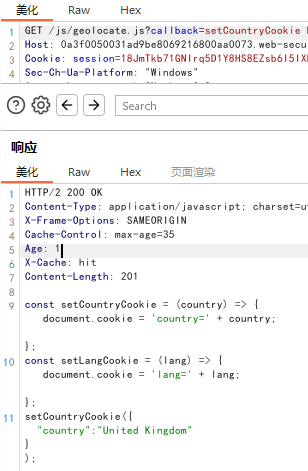 美化 Raw Hex
1 GET /js/geolocate.js?callback=setCountryCookie
2 Host: 0a3f0050031ad9be8069216800aa0073.web-secu
3 Cookie: session=
4 Sec-Ch-Ua-Platform: "Windows"
Search
响应
美化 Raw Hex 页面渲染
1 HTTP/2 200 OK
2 Content-Type: application/javascript; charset=u
3 X-Frame-Options: SAMEORIGIN
4 Cache-Control: max-age=35
5 Age: 1
6 X-Cache: hit
7 Content-Length: 201
8
9 const setCountryCookie = (country) => {
document.cookie = 'country=' + country;
};
10 const setLangCookie = (lang) => {
document.cookie = 'lang=' + lang;
};
11 setCountryCookie({
"country":"United Kingdom"
}
);